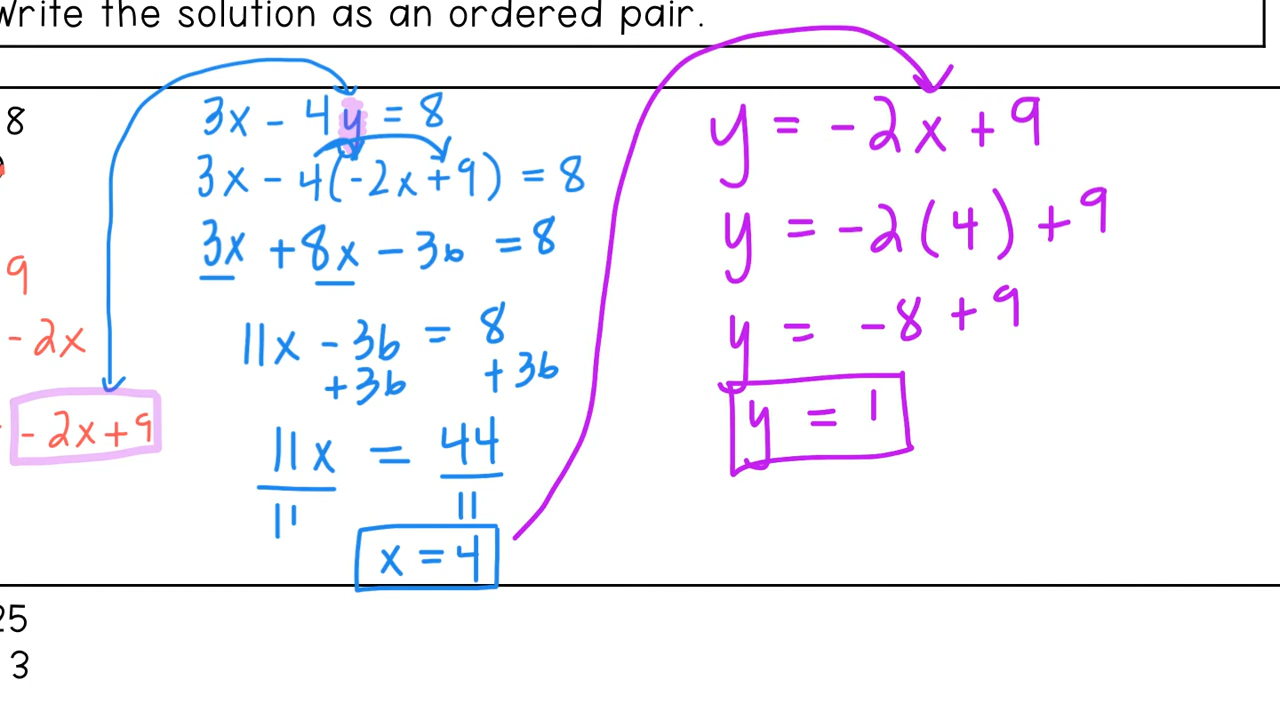 Write the solution as an ordered pair.
8
9
- 2x
- 2x + 9
3x - 4y = 8
3x - 4(-2x + 9) = 8
3x + 8x - 36 = 8
11x - 36 = 8
+36 +36
11x = 44
11 11
x = 4
y = -2x + 9
y = -2(4) + 9
y = -8 + 9
y = 1
25
3